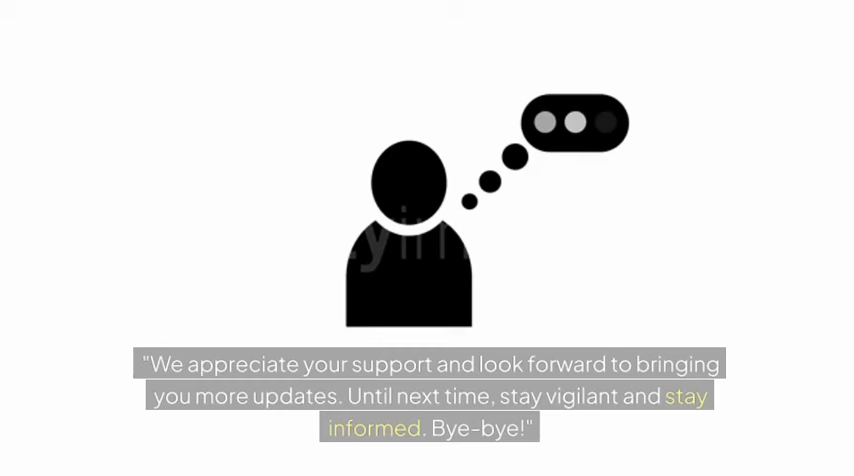 "We appreciate your support and look forward to bringing
you more updates. Until next time, stay vigilant and stay
informed. Bye-bye!"